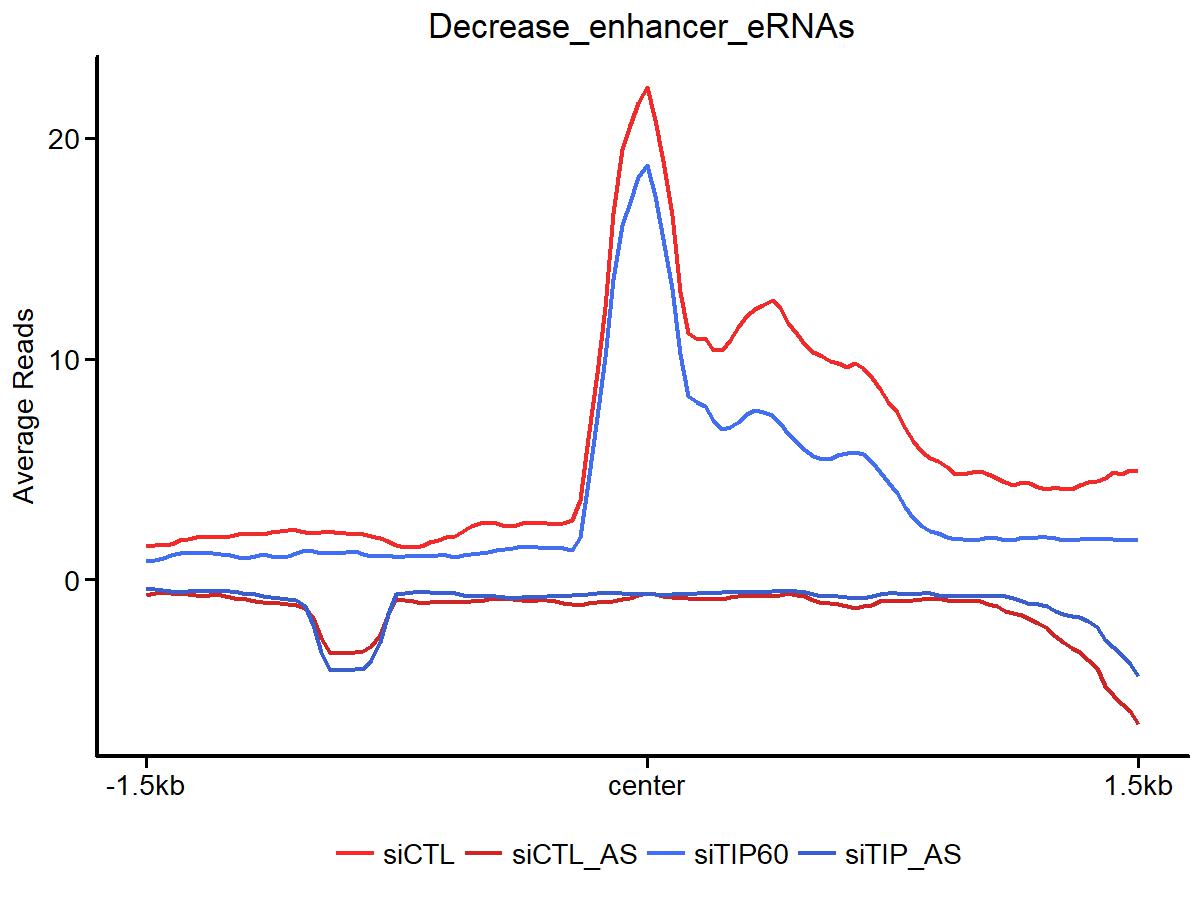 Decrease_enhancer_eRNAs
Average Reads
20
10
0
-1.5kb center 1.5kb
siCTL siCTL_AS siTIP60 siTIP_AS